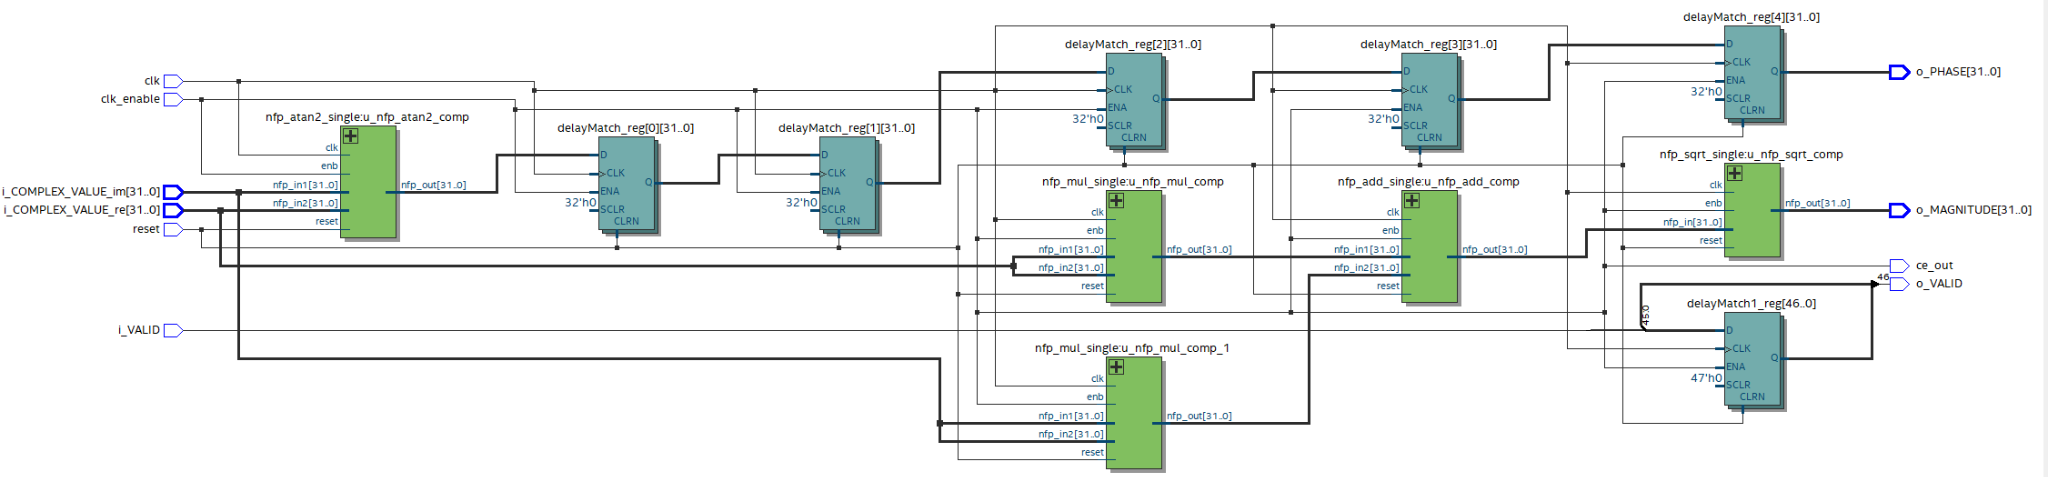 clk
clk_enable
i_COMPLEX_VALUE_im[31..0]
i_COMPLEX_VALUE_re[31..0]
reset
i_VALID
nfp_atan2_single:u_nfp_atan2_comp
clk
enb
nfp_in1[31..0]
nfp_in2[31..0]
reset
nfp_out[31..0]
delayMatch_reg[0][31..0]
D
CLK
ENA
32'h0
SCLR
CLRN
Q
delayMatch_reg[1][31..0]
D
CLK
ENA
32'h0
SCLR
CLRN
Q
delayMatch_reg[2][31..0]
D
CLK
ENA
32'h0
SCLR
CLRN
Q
nfp_mul_single:u_nfp_mul_comp
clk
enb
nfp_in1[31..0]
nfp_in2[31..0]
reset
nfp_out[31..0]
nfp_mul_single:u_nfp_mul_comp_1
clk
enb
nfp_in1[31..0]
nfp_in2[31..0]
reset
nfp_out[31..0]
delayMatch_reg[3][31..0]
D
CLK
ENA
32'h0
SCLR
CLRN
Q
nfp_add_single:u_nfp_add_comp
clk
enb
nfp_in1[31..0]
nfp_in2[31..0]
reset
nfp_out[31..0]
delayMatch_reg[4][31..0]
D
CLK
ENA
32'h0
SCLR
CLRN
Q
nfp_sqrt_single:u_nfp_sqrt_comp
clk
enb
nfp_in[31..0]
reset
nfp_out[31..0]
delayMatch1_reg[46..0]
45:0
D
CLK
ENA
47'h0
SCLR
CLRN
Q
46
o_PHASE[31..0]
o_MAGNITUDE[31..0]
ce_out
o_VALID